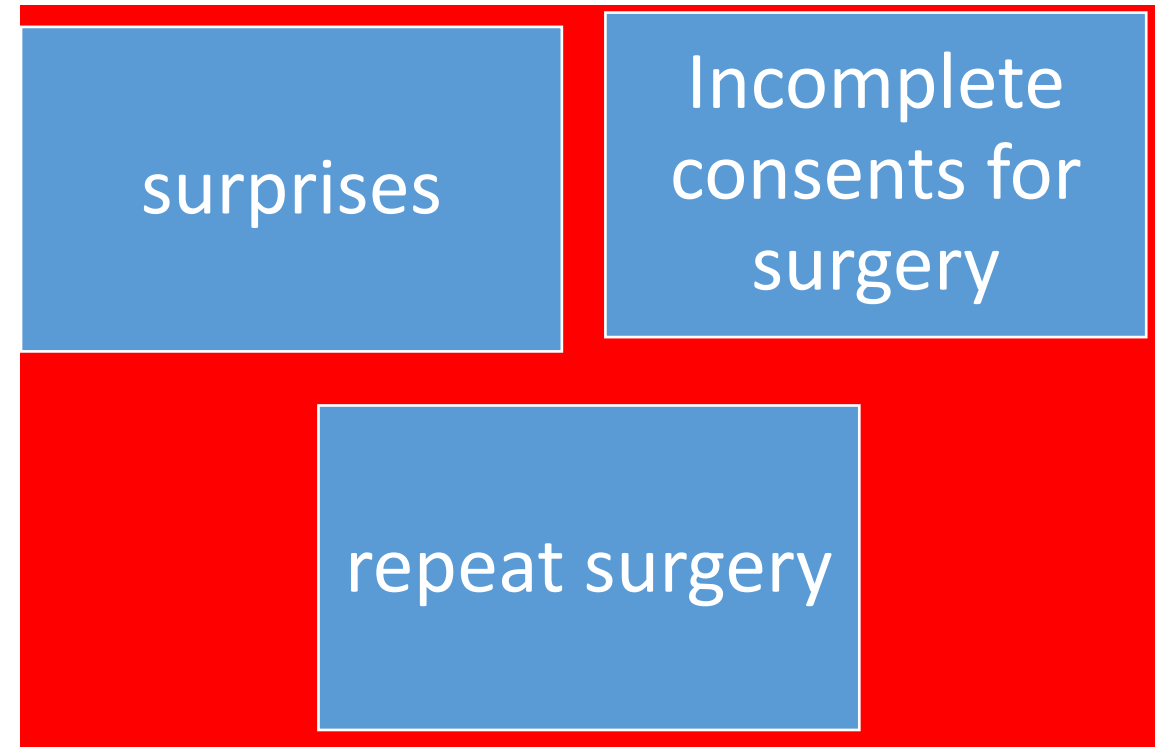 surprises
Incomplete
consents for
surgery
repeat surgery